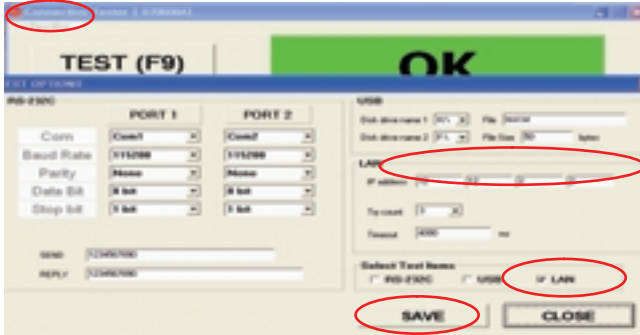 TEST (F9)
OK
TEST OPTIONS
RS-232C
PORT 1 PORT 2
Com Com1 Com2
Baud Rate 115200 115200
Parity None None
Data Bit 8 bit 8 bit
Stop bit 1 bit 1 bit
SEND 1234567890
REPLY 1234567890
USB
Disk drive name 1 File
Disk drive name 2 File Size bytes
LAN
IP address
Try count 3
Timeout 4000 ms
Select Test Items
RS-232C USB LAN
SAVE CLOSE